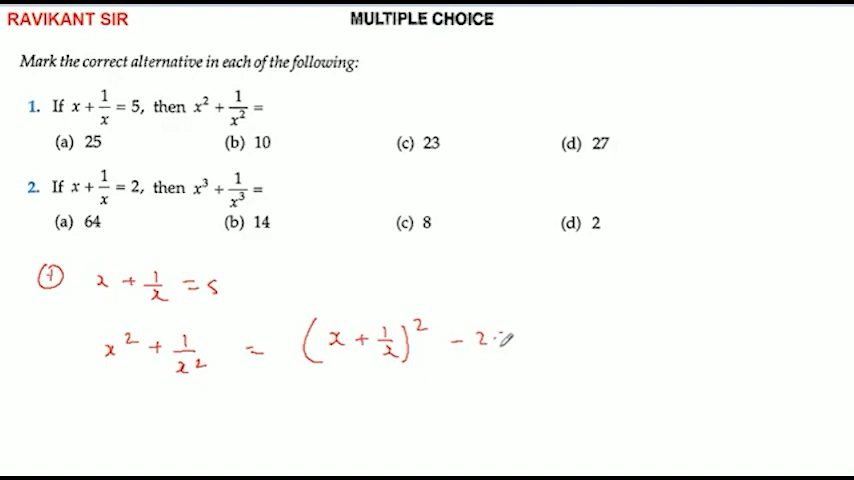 RAVIKANT SIR MULTIPLE CHOICE
Mark the correct alternative in each of the following:
1. If x + 1/x = 5, then x² + 1/x² =
(a) 25 (b) 10 (c) 23 (d) 27
2. If x + 1/x = 2, then x³ + 1/x³ =
(a) 64 (b) 14 (c) 8 (d) 2
① x + 1/x = 5
x² + 1/x² = (x + 1/x)² - 2·